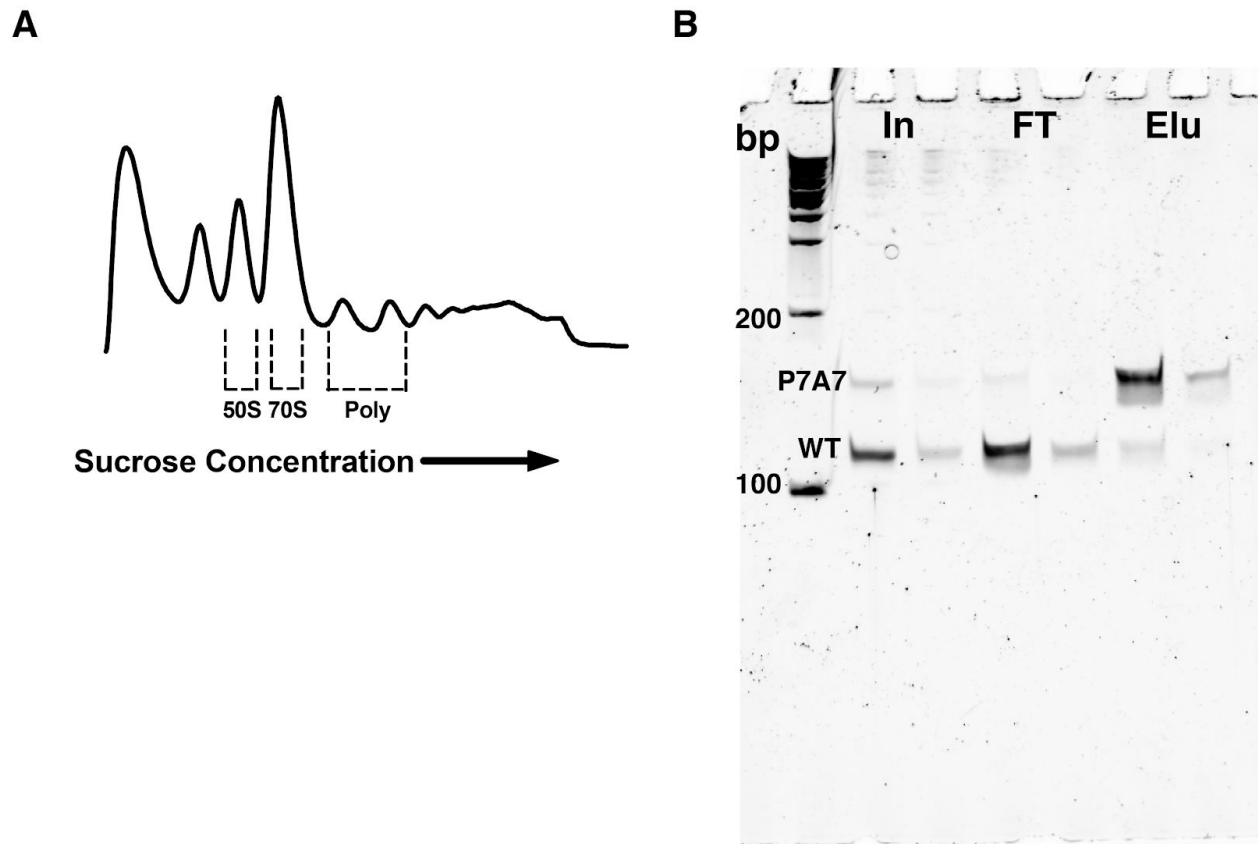 A
50S 70S Poly
Sucrose Concentration
B
In FT Elu
bp
200
P7A7
WT
100